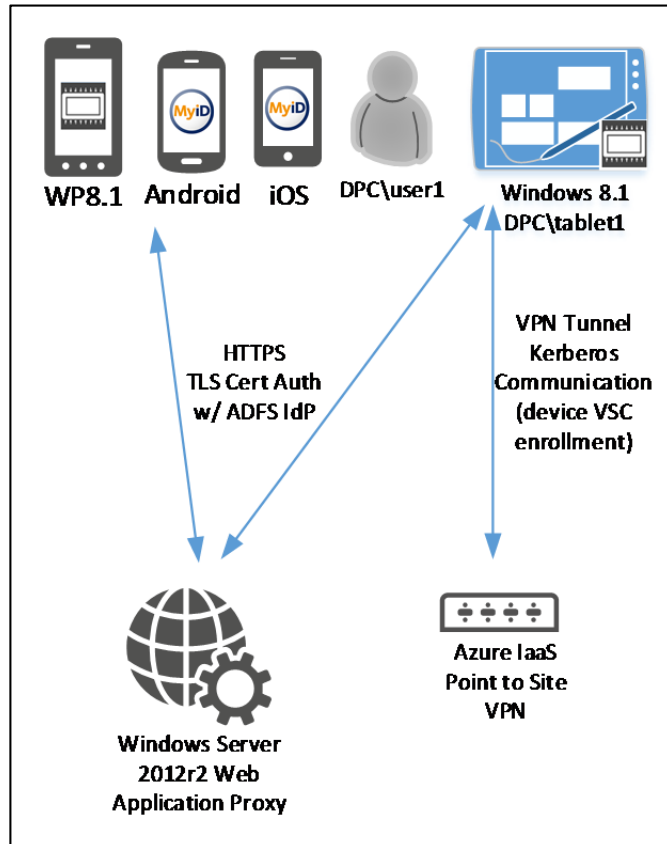 MyiD
MyiD
WP8.1
Android
iOS
DPC\user1
Windows 8.1
DPC\tablet1
HTTPS
TLS Cert Auth
w/ ADFS IdP
VPN Tunnel
Kerberos
Communication
(device VSC
enrollment)
Windows Server
2012r2 Web
Application Proxy
Azure IaaS
Point to Site
VPN